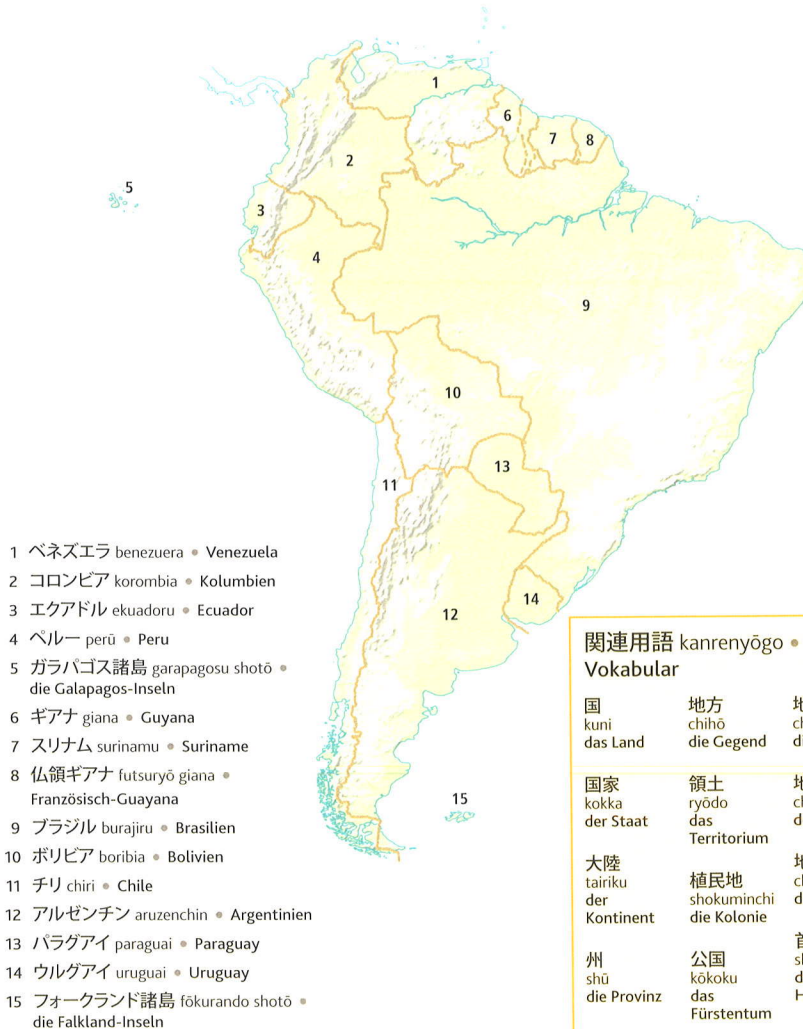 1
2
3
4
5
6
7
8
9
10
11
12
13
14
15
1 ベネズエラ benezuera • Venezuela
2 コロンビア korombia • Kolumbien
3 エクアドル ekuadoru • Ecuador
4 ペルー perū • Peru
5 ガラパゴス諸島 garapagosu shotō •
die Galapagos-Inseln
6 ギアナ giana • Guyana
7 スリナム surinamu • Suriname
8 仏領ギアナ futsuryō giana •
Französisch-Guayana
9 ブラジル burajiru • Brasilien
10 ボリビア boribia • Bolivien
11 チリ chiri • Chile
12 アルゼンチン aruzenchin • Argentinien
13 パラグアイ paraguai • Paraguay
14 ウルグアイ uruguai • Uruguay
15 フォークランド諸島 fōkurando shotō •
die Falkland-Inseln
関連用語 kanrenyōgo •
Vokabular
国
kuni
das Land
地方
chihō
die Gegend
国家
kokka
der Staat
領土
ryōdo
das
Territorium
大陸
tairiku
der
Kontinent
植民地
shokuminchi
die Kolonie
州
shū
die Provinz
公国
kōkoku
das
Fürstentum